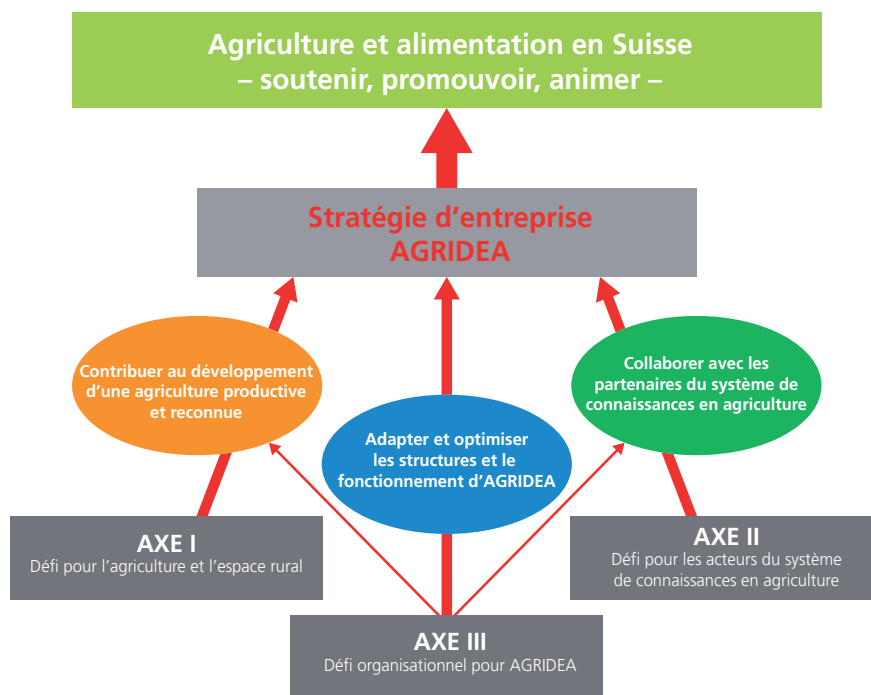 Agriculture et alimentation en Suisse
– soutenir, promouvoir, animer –
Stratégie d’entreprise
AGRIDEA
Contribuer au développement
d’une agriculture productive
et reconnue
Collaborer avec les
partenaires du système de
connaissances en agriculture
Adapter et optimiser
les structures et le
fonctionnement d’AGRIDEA
AXE I
Défi pour l’agriculture et l’espace rural
AXE II
Défi pour les acteurs du système
de connaissances en agriculture
AXE III
Défi organisationnel pour AGRIDEA